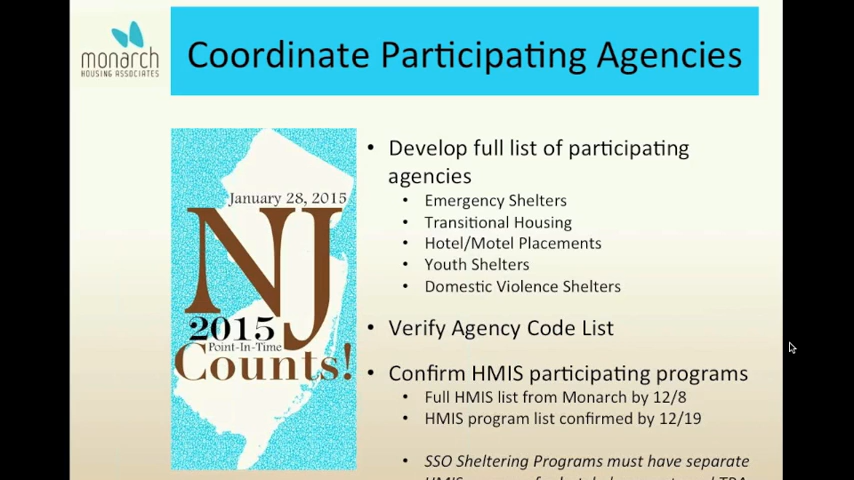 monarch
HOUSING ASSOCIATES
Coordinate Participating Agencies
January 28, 2015
NJ
2015
Point-In-Time
Counts!
• Develop full list of participating
agencies
• Emergency Shelters
• Transitional Housing
• Hotel/Motel Placements
• Youth Shelters
• Domestic Violence Shelters
• Verify Agency Code List
• Confirm HMIS participating programs
• Full HMIS list from Monarch by 12/8
• HMIS program list confirmed by 12/19
• SSO Sheltering Programs must have separate